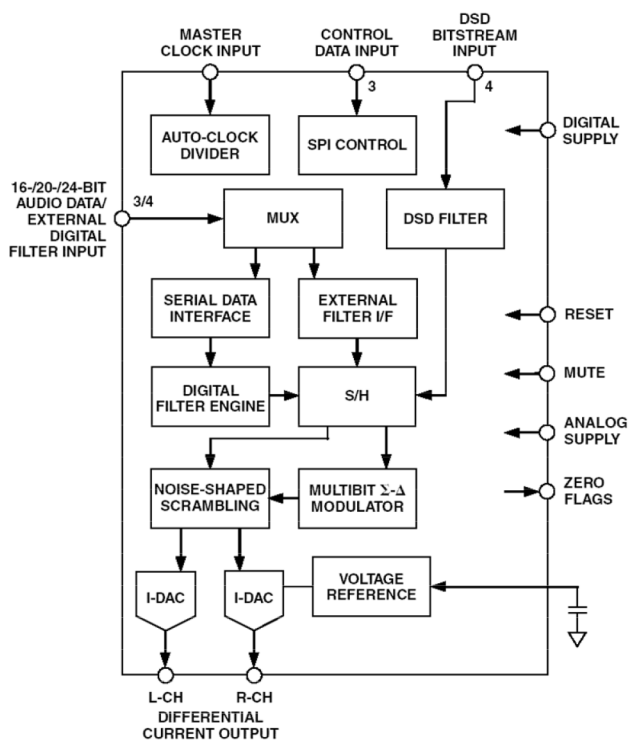 MASTER
CLOCK INPUT
CONTROL
DATA INPUT
DSD
BITSTREAM
INPUT
3
4
AUTO-CLOCK
DIVIDER
SPI CONTROL
DIGITAL
SUPPLY
16-/20-/24-BIT
AUDIO DATA/
EXTERNAL
DIGITAL
FILTER INPUT
3/4
MUX
DSD FILTER
SERIAL DATA
INTERFACE
EXTERNAL
FILTER I/F
RESET
DIGITAL
FILTER ENGINE
S/H
MUTE
ANALOG
SUPPLY
NOISE-SHAPED
SCRAMBLING
MULTIBIT Σ-Δ
MODULATOR
ZERO
FLAGS
I-DAC
I-DAC
VOLTAGE
REFERENCE
L-CH
R-CH
DIFFERENTIAL
CURRENT OUTPUT